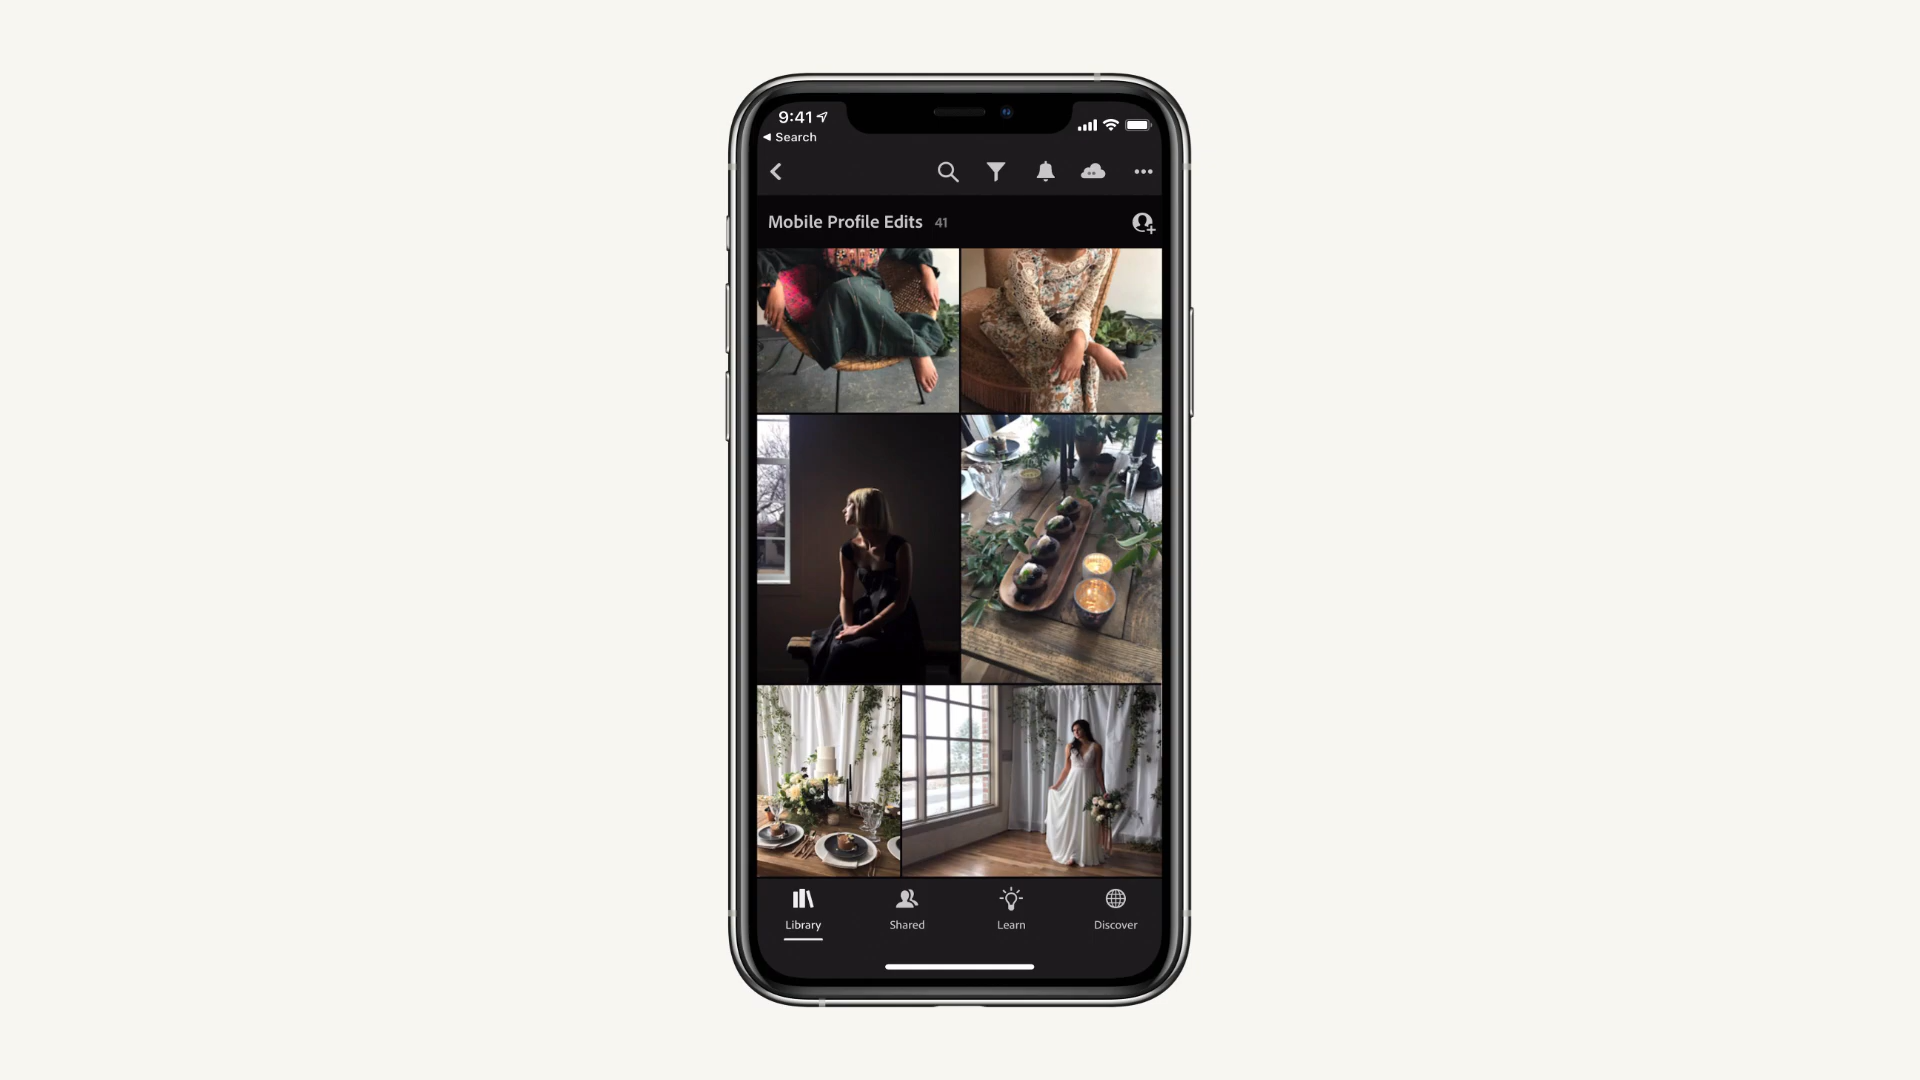 9:41
◀ Search
Mobile Profile Edits 41
Library
Shared
Learn
Discover